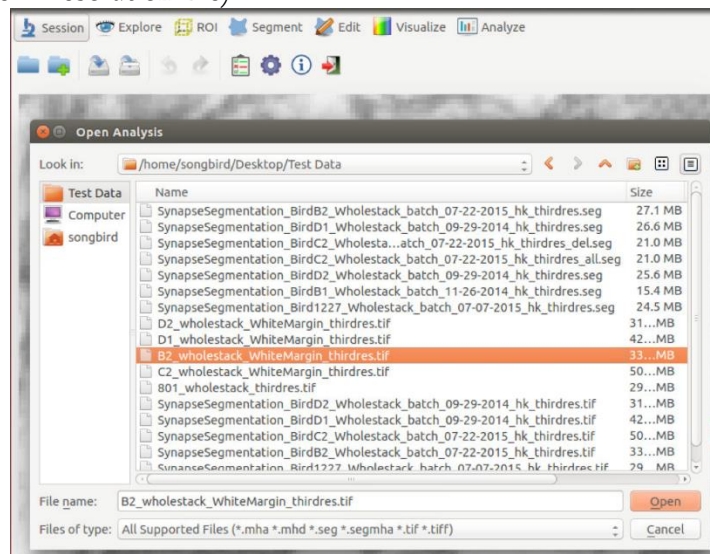 Session Explore ROI Segment Edit Visualize Analyze
Open Analysis
Look in: /home/songbird/Desktop/Test Data
Test Data
Computer
songbird
Name Size
SynapseSegmentation_BirdB2_Wholestack_batch_07-22-2015_hk_thirdres.seg 27.1 MB
SynapseSegmentation_BirdD1_Wholestack_batch_09-29-2014_hk_thirdres.seg 26.6 MB
SynapseSegmentation_BirdC2_Wholesta...atch_07-22-2015_hk_thirdres_del.seg 21.0 MB
SynapseSegmentation_BirdC2_Wholestack_batch_07-22-2015_hk_thirdres_all.seg 21.0 MB
SynapseSegmentation_BirdD2_Wholestack_batch_09-29-2014_hk_thirdres.seg 25.6 MB
SynapseSegmentation_BirdB1_Wholestack_batch_11-26-2014_hk_thirdres.seg 15.4 MB
SynapseSegmentation_Bird1227_Wholestack_batch_07-07-2015_hk_thirdres.seg 24.5 MB
D2_wholestack_WhiteMargin_thirdres.tif 31...MB
D1_wholestack_WhiteMargin_thirdres.tif 42...MB
B2_wholestack_WhiteMargin_thirdres.tif 33...MB
C2_wholestack_WhiteMargin_thirdres.tif 50...MB
801_wholestack_thirdres.tif 29...MB
SynapseSegmentation_BirdD2_Wholestack_batch_09-29-2014_hk_thirdres.tif 31...MB
SynapseSegmentation_BirdD1_Wholestack_batch_09-29-2014_hk_thirdres.tif 42...MB
SynapseSegmentation_BirdC2_Wholestack_batch_07-22-2015_hk_thirdres.tif 50...MB
SynapseSegmentation_BirdB2_Wholestack_batch_07-22-2015_hk_thirdres.tif 33...MB
SynapseSegmentation_Bird1227_Wholestack_batch_07-07-2015_hk_thirdres.tif 29...MB
File name: B2_wholestack_WhiteMargin_thirdres.tif Open
Files of type: All Supported Files (*.mha *.mhd *.seg *.segmha *.tif *.tiff) Cancel